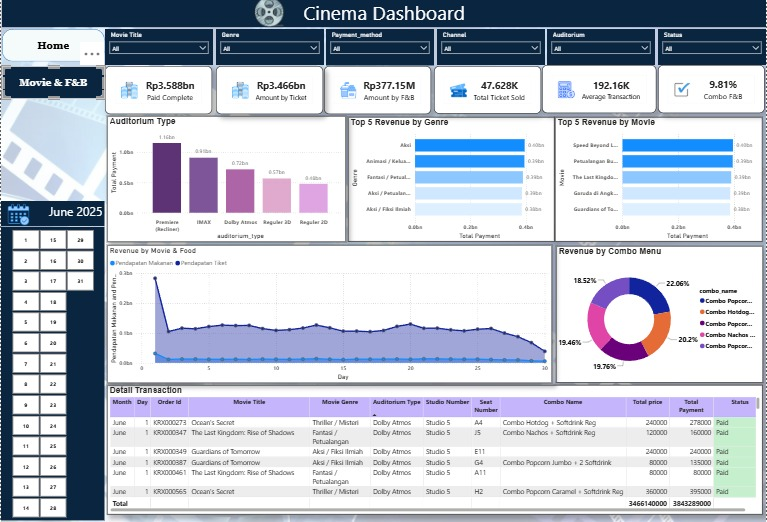 Cinema Dashboard
Home
...
Movie & F&B
Movie Title
All
Genre
All
Payment_method
All
Channel
All
Auditorium
All
Status
All
Rp3.588bn
Paid Complete
Rp3.466bn
Amount by Ticket
Rp377.15M
Amount by F&B
47.628K
Total Ticket Sold
192.16K
Average Transaction
9.81%
Combo F&B
June 2025
1 15 29
2 16 30
3 17 31
4 18
5 19
6 20
7 21
8 22
9 23
10 24
11 25
12 26
13 27
14 28
Auditorium Type
Total Payment
1.0bn
0.5bn
0.0bn
1.16bn
0.91bn
0.72bn
0.57bn
0.48bn
Premiere (Recliner)
IMAX
Dolby Atmos
Reguler 3D
Reguler 2D
auditorium_type
Top 5 Revenue by Genre
Genre
Aksi 0.40bn
Animasi / Kelua... 0.39bn
Fantasi / Petual... 0.39bn
Aksi / Petualan... 0.39bn
Aksi / Fiksi Ilmiah 0.38bn
0.0bn 0.2bn 0.4bn
Total Payment
Top 5 Revenue by Movie
Movie
Speed Beyond L... 0.40bn
Petualangan Bu... 0.39bn
The Last Kingdo... 0.39bn
Garuda di Angk... 0.39bn
Guardians of To... 0.38bn
0.0bn 0.2bn 0.4bn
Total Payment
Revenue by Movie & Food
Pendapatan Makanan Pendapatan Tiket
Pendapatan Makanan and Pen...
0.3bn
0.2bn
0.1bn
0.0bn
0 5 10 15 20 25 30
Day
Revenue by Combo Menu
22.06%
20.2%
19.76%
19.46%
18.52%
combo_name
Combo Popcor...
Combo Hotdog...
Combo Popcor...
Combo Nachos ...
Combo Popcor...
Detail Transaction
Month Day Order Id Movie Title Movie Genre Auditorium Type Studio Number Seat Number Combo Name Total price Total Payment Status
June 1 KRX000273 Ocean's Secret Thriller / Misteri Dolby Atmos Studio 5 A4 Combo Hotdog + Softdrink Reg 240000 278000 Paid
June 1 KRX000347 The Last Kingdom: Rise of Shadows Fantasi / Petualangan Dolby Atmos Studio 5 J5 Combo Nachos + Softdrink Reg 120000 160000 Paid
June 1 KRX000349 Guardians of Tomorrow Aksi / Fiksi Ilmiah Dolby Atmos Studio 5 E11 240000 240000 Paid
June 1 KRX000387 Guardians of Tomorrow Aksi / Fiksi Ilmiah Dolby Atmos Studio 5 G4 Combo Popcorn Jumbo + 2 Softdrink 80000 135000 Paid
June 1 KRX000461 The Last Kingdom: Rise of Shadows Fantasi / Petualangan Dolby Atmos Studio 5 A11 80000 80000 Paid
June 1 KRX000565 Ocean's Secret Thriller / Misteri Dolby Atmos Studio 5 H2 Combo Popcorn Caramel + Softdrink Reg 360000 395000 Paid
Total 3466140000 3843289000